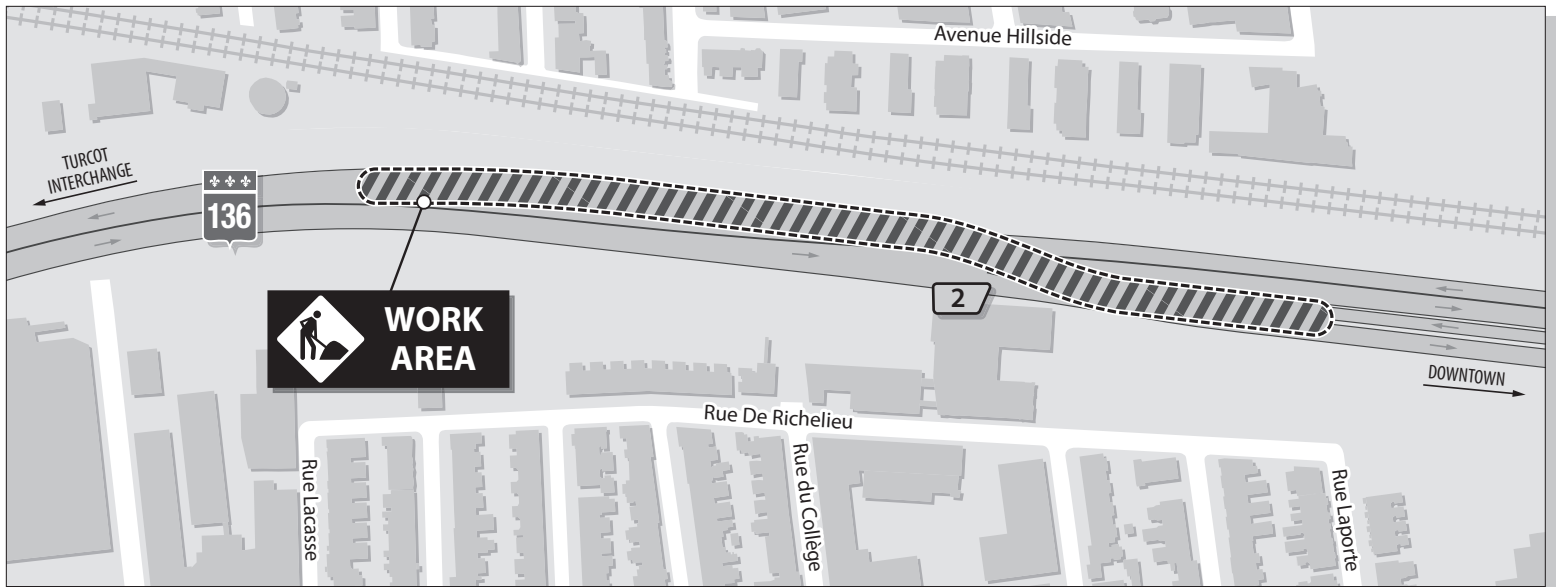 Avenue Hillside
TURCOT
INTERCHANGE
136
2
WORK
AREA
DOWNTOWN
Rue De Richelieu
Rue Lacasse
Rue du Collège
Rue Laporte